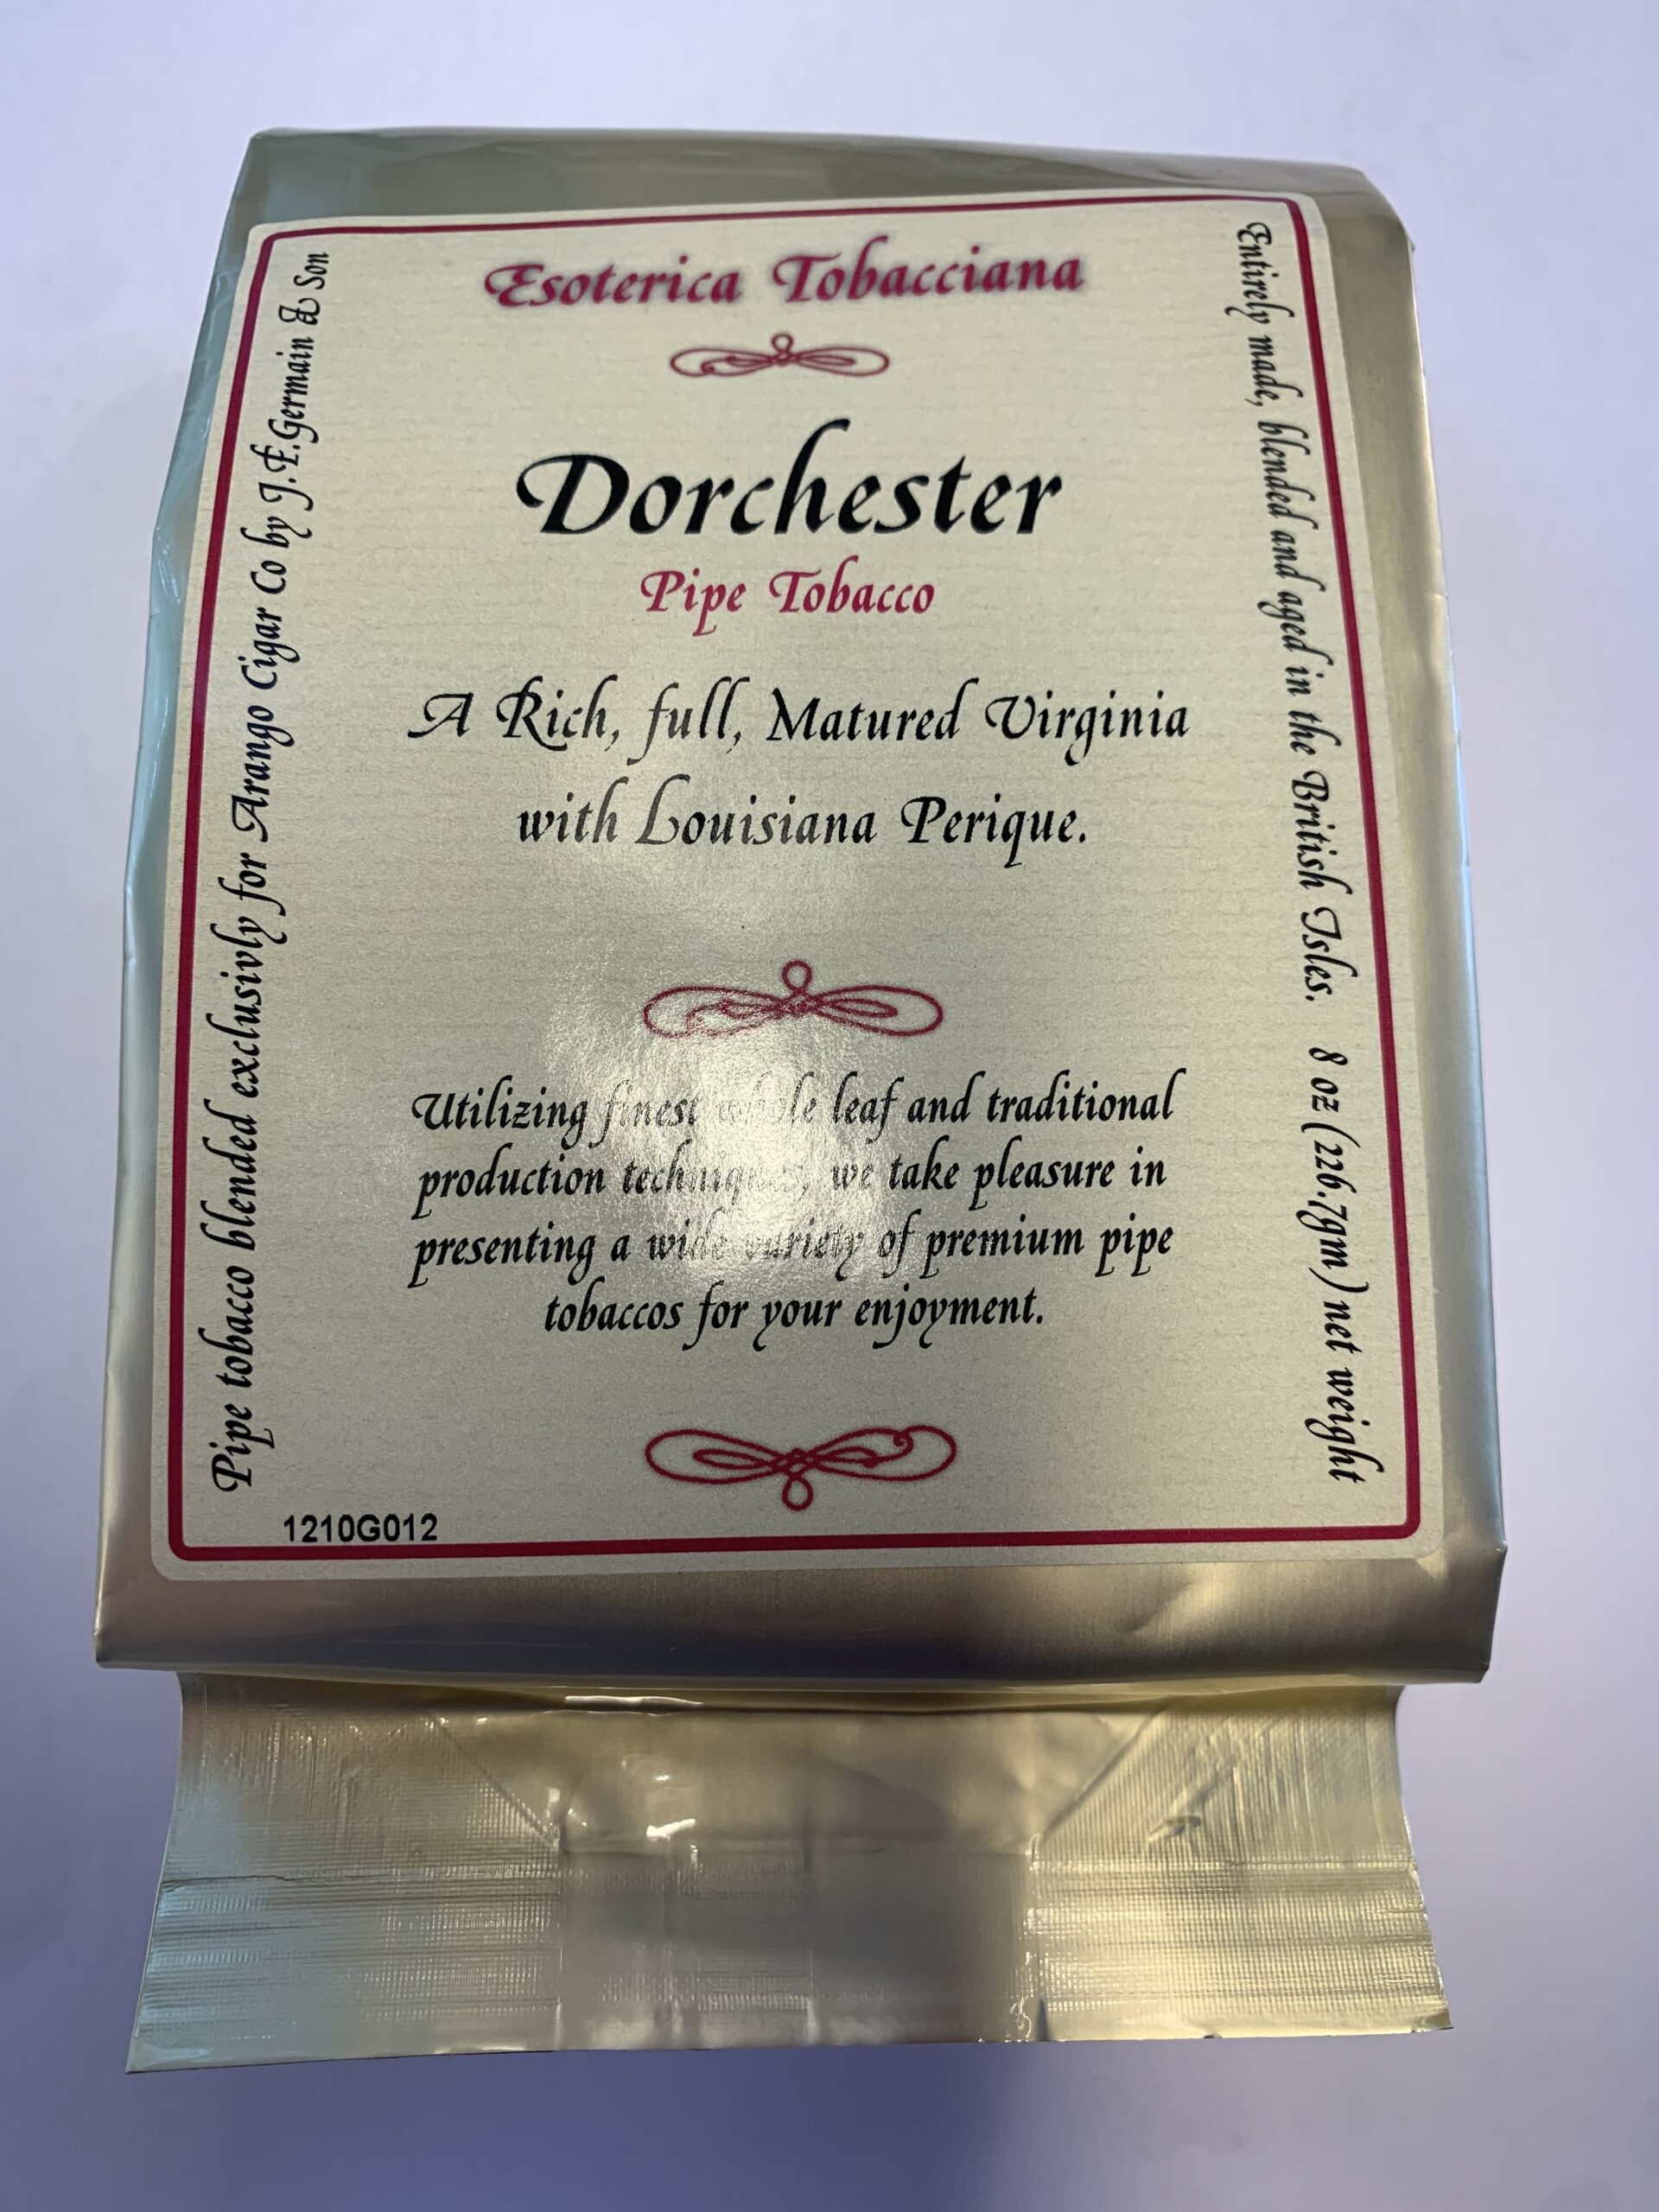 Esoterica Tobacciana
Dorchester
Pipe Tobacco
A Rich, full, Matured Virginia
with Louisiana Perique.
Utilizing finest whole leaf and traditional
production techniques, we take pleasure in
presenting a wide variety of premium pipe
tobaccos for your enjoyment.
Pipe tobacco blended exclusivly for Arango Cigar Co by J.F.Germain & Son
Entirely made, blended and aged in the British Isles. 8 oz (226.7gm) net weight
1210G012